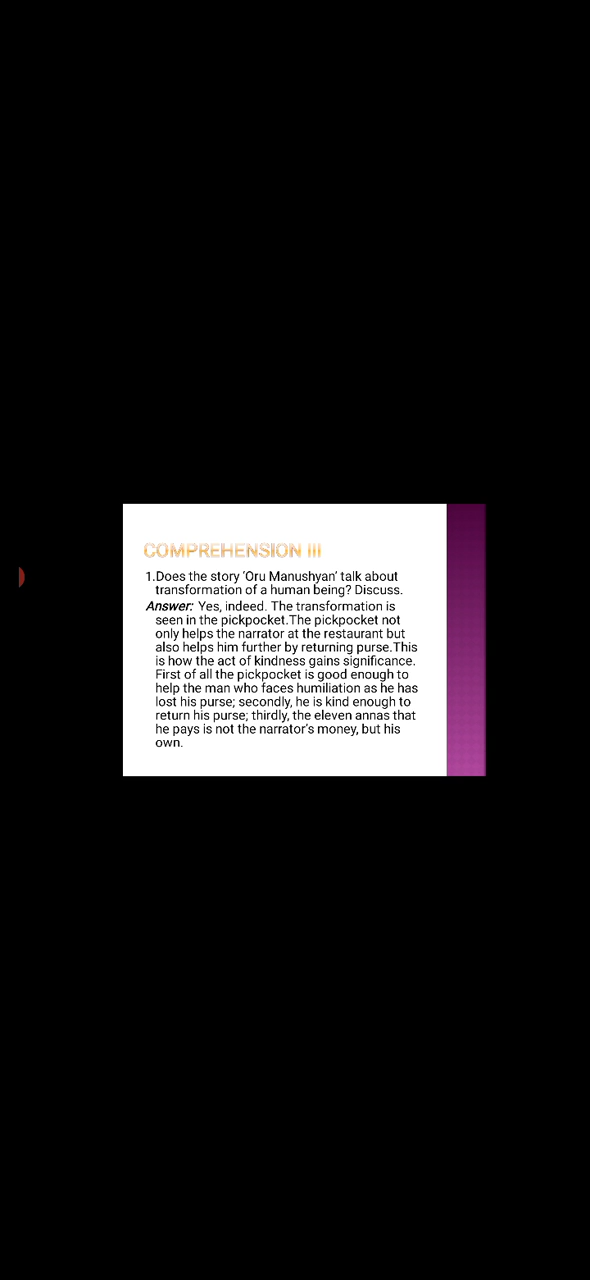 COMPREHENSION III
1.Does the story ‘Oru Manushyan’ talk about
transformation of a human being? Discuss.
Answer: Yes, indeed. The transformation is
seen in the pickpocket.The pickpocket not
only helps the narrator at the restaurant but
also helps him further by returning purse.This
is how the act of kindness gains significance.
First of all the pickpocket is good enough to
help the man who faces humiliation as he has
lost his purse; secondly, he is kind enough to
return his purse; thirdly, the eleven annas that
he pays is not the narrator's money, but his
own.